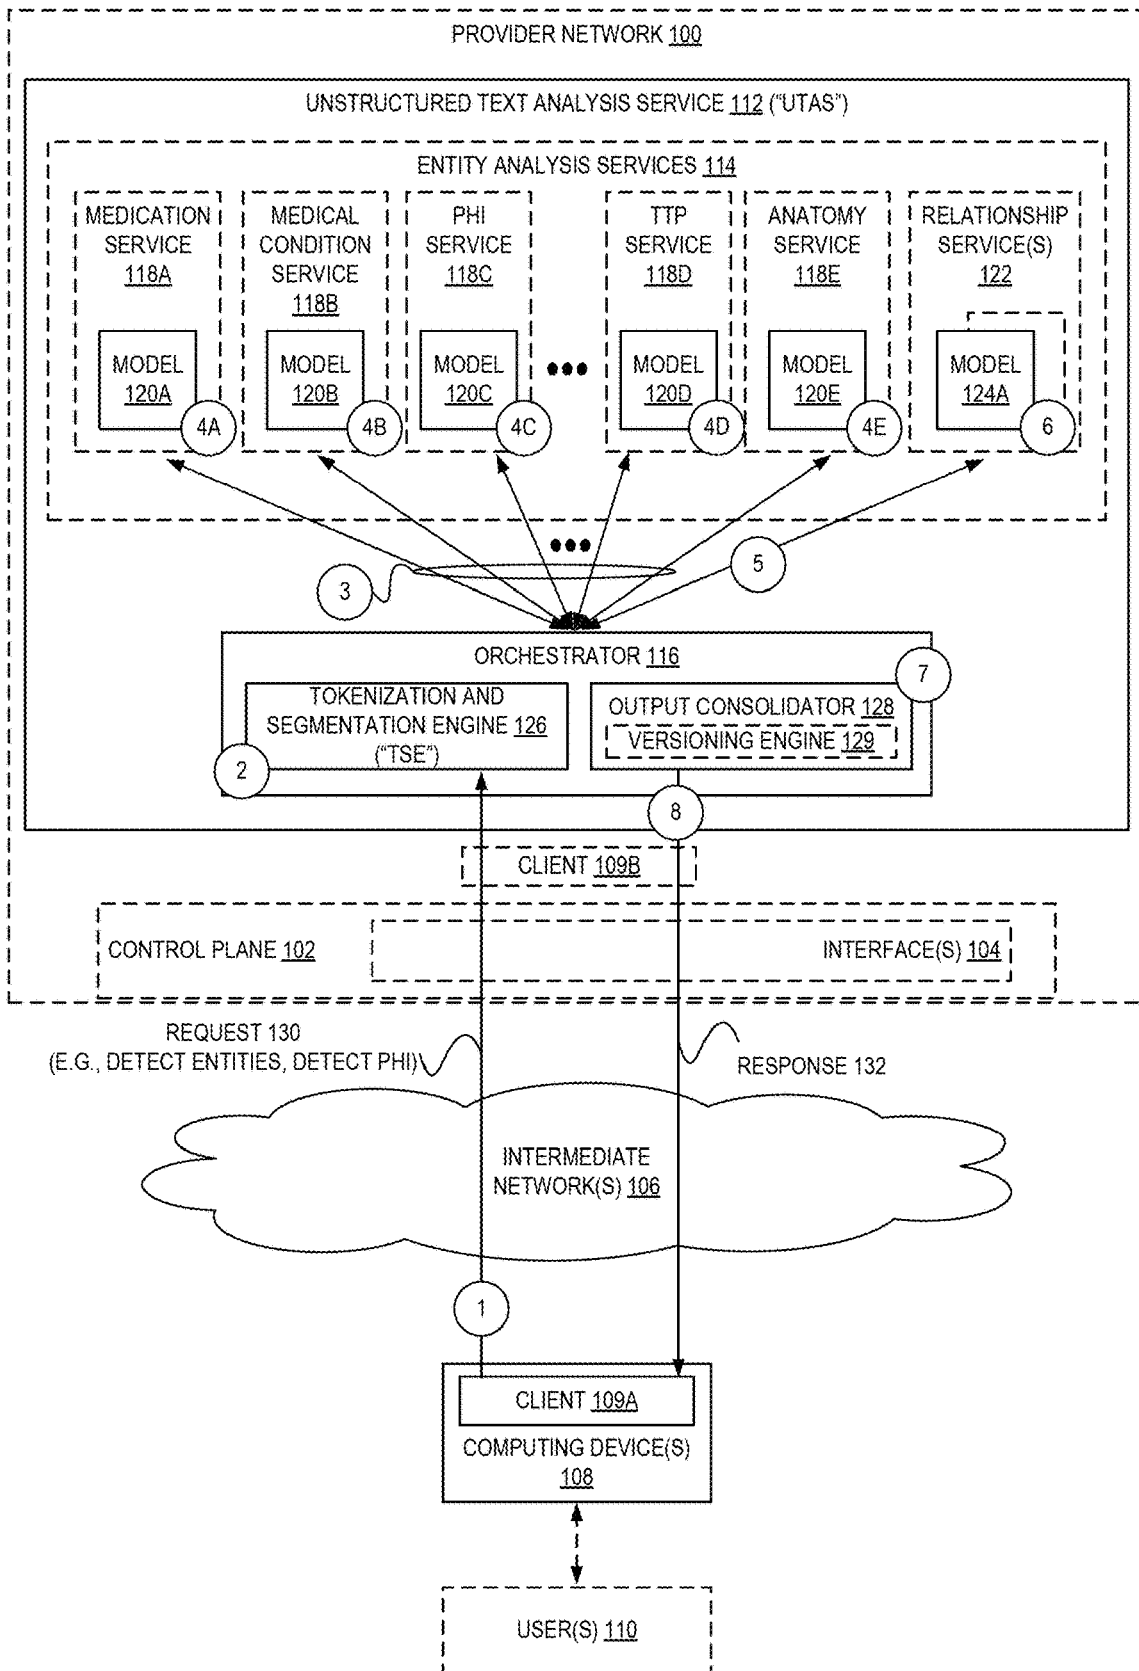 PROVIDER NETWORK 100
UNSTRUCTURED TEXT ANALYSIS SERVICE 112 ("UTAS")
ENTITY ANALYSIS SERVICES 114
MEDICATION
SERVICE
118A
MODEL
120A
4A
MEDICAL
CONDITION
SERVICE
118B
MODEL
120B
4B
PHI
SERVICE
118C
MODEL
120C
4C
TTP
SERVICE
118D
MODEL
120D
4D
ANATOMY
SERVICE
118E
MODEL
120E
4E
RELATIONSHIP
SERVICE(S)
122
MODEL
124A
6
5
3
ORCHESTRATOR 116
7
TOKENIZATION AND
SEGMENTATION ENGINE 126
("TSE")
2
OUTPUT CONSOLIDATOR 128
VERSIONING ENGINE 129
8
CLIENT 109B
CONTROL PLANE 102
INTERFACE(S) 104
REQUEST 130
(E.G., DETECT ENTITIES, DETECT PHI)
RESPONSE 132
INTERMEDIATE
NETWORK(S) 106
1
CLIENT 109A
COMPUTING DEVICE(S)
108
USER(S) 110